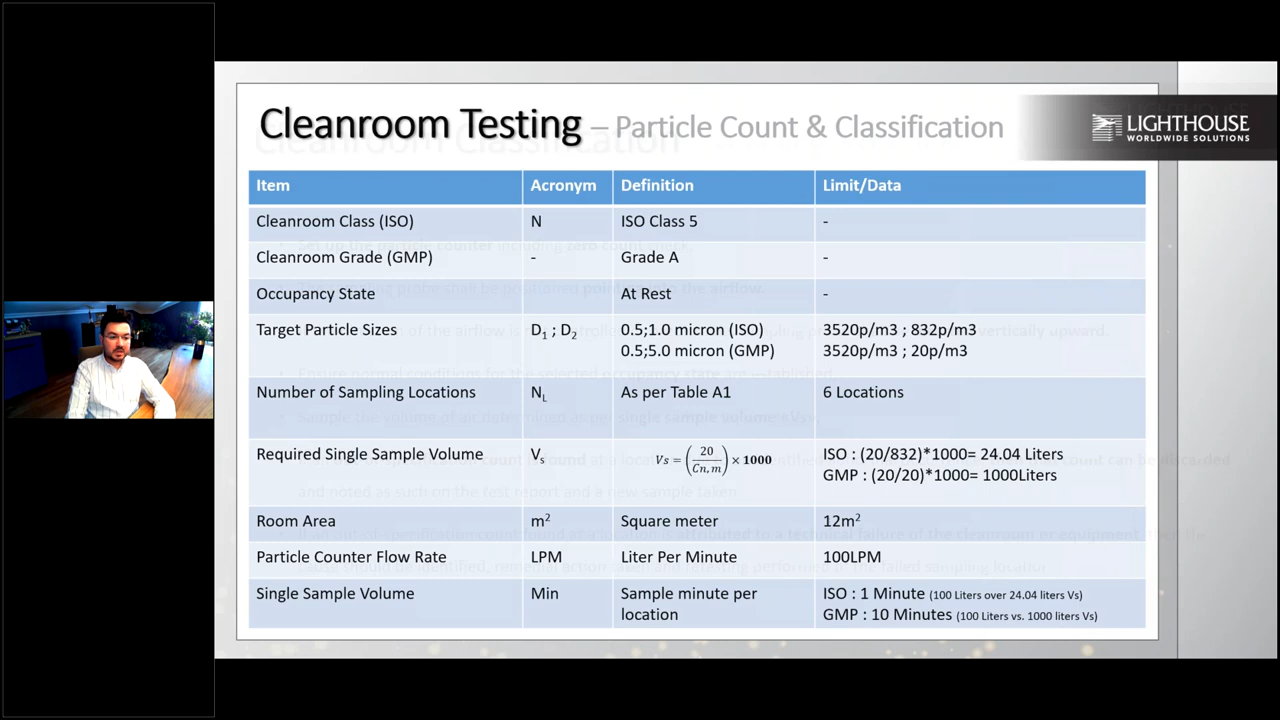 Cleanroom Testing – Particle Count & Classification
LIGHTHOUSE
WORLDWIDE SOLUTIONS
Item Acronym Definition Limit/Data
Cleanroom Class (ISO) N ISO Class 5 -
Cleanroom Grade (GMP) - Grade A -
Occupancy State At Rest -
Target Particle Sizes D1 ; D2 0.5;1.0 micron (ISO) 3520p/m3 ; 832p/m3
0.5;5.0 micron (GMP) 3520p/m3 ; 20p/m3
Number of Sampling Locations NL As per Table A1 6 Locations
Required Single Sample Volume Vs Vs = (20/Cn,m) × 1000 ISO : (20/832)*1000= 24.04 Liters
GMP : (20/20)*1000= 1000Liters
Room Area m² Square meter 12m²
Particle Counter Flow Rate LPM Liter Per Minute 100LPM
Single Sample Volume Min Sample minute per ISO : 1 Minute (100 Liters over 24.04 liters Vs)
location GMP : 10 Minutes (100 Liters vs. 1000 liters Vs)